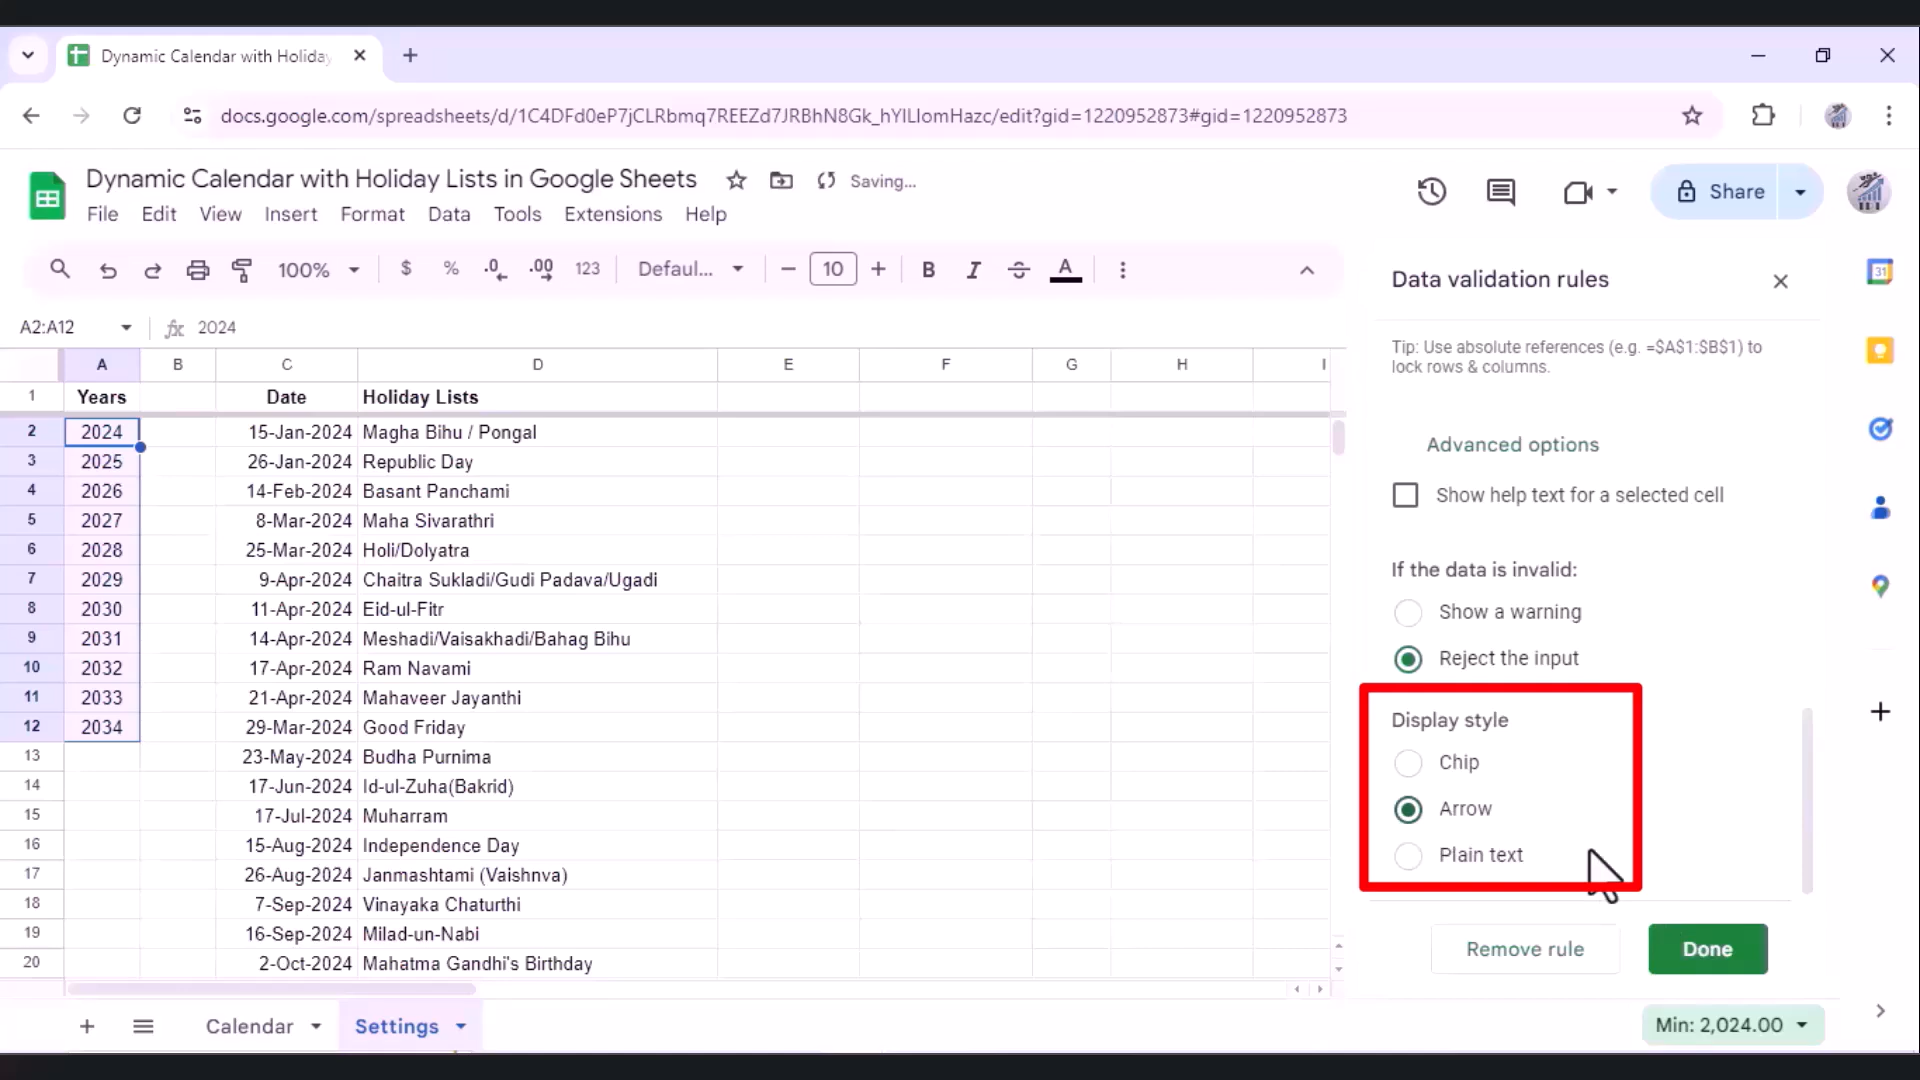 Dynamic Calendar with Holiday
docs.google.com/spreadsheets/d/1C4DFd0eP7jCLRbmq7REEZd7JRBhN8Gk_hYILIomHazc/edit?gid=1220952873#gid=1220952873
Dynamic Calendar with Holiday Lists in Google Sheets Saving...
File Edit View Insert Format Data Tools Extensions Help
Share
100% $ % .0 .00 123 Defaul... 10 B I A
A2:A12 fx 2024
A B C D E F G H I
1 Years Date Holiday Lists
2 2024 15-Jan-2024 Magha Bihu / Pongal
3 2025 26-Jan-2024 Republic Day
4 2026 14-Feb-2024 Basant Panchami
5 2027 8-Mar-2024 Maha Sivarathri
6 2028 25-Mar-2024 Holi/Dolyatra
7 2029 9-Apr-2024 Chaitra Sukladi/Gudi Padava/Ugadi
8 2030 11-Apr-2024 Eid-ul-Fitr
9 2031 14-Apr-2024 Meshadi/Vaisakhadi/Bahag Bihu
10 2032 17-Apr-2024 Ram Navami
11 2033 21-Apr-2024 Mahaveer Jayanthi
12 2034 29-Mar-2024 Good Friday
13 23-May-2024 Budha Purnima
14 17-Jun-2024 Id-ul-Zuha(Bakrid)
15 17-Jul-2024 Muharram
16 15-Aug-2024 Independence Day
17 26-Aug-2024 Janmashtami (Vaishnva)
18 7-Sep-2024 Vinayaka Chaturthi
19 16-Sep-2024 Milad-un-Nabi
20 2-Oct-2024 Mahatma Gandhi's Birthday
Data validation rules
Tip: Use absolute references (e.g. =$A$1:$B$1) to
lock rows & columns.
Advanced options
Show help text for a selected cell
If the data is invalid:
Show a warning
Reject the input
Display style
Chip
Arrow
Plain text
Remove rule Done
31
Calendar Settings
Min: 2,024.00